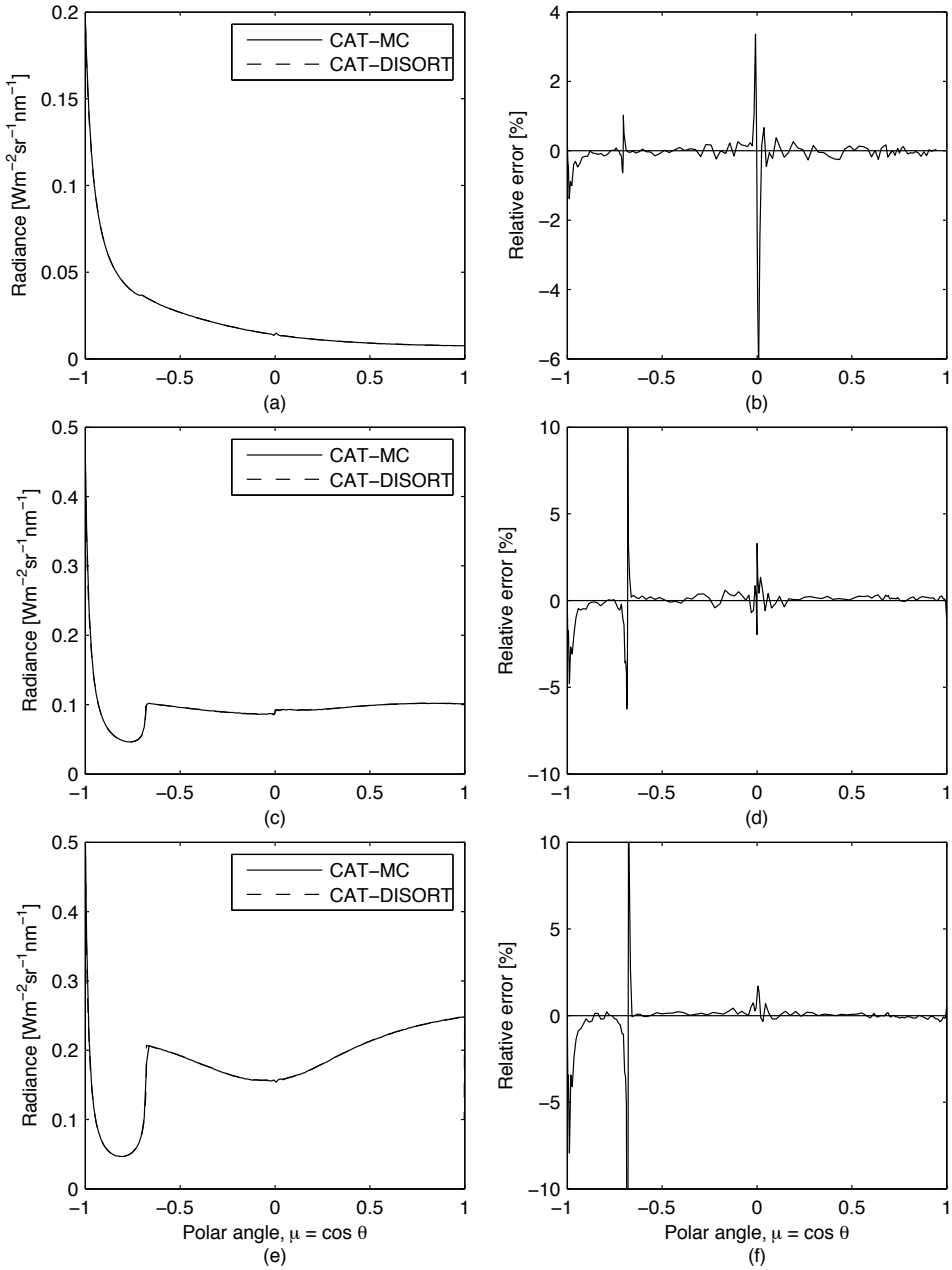 CAT−MC
CAT−DISORT
Radiance [Wm−2sr−1nm−1]
0.2
0.15
0.1
0.05
0
−1 −0.5 0 0.5 1
(a)
Relative error [%]
4
2
0
−2
−4
−6
−1 −0.5 0 0.5 1
(b)
CAT−MC
CAT−DISORT
Radiance [Wm−2sr−1nm−1]
0.5
0.4
0.3
0.2
0.1
0
−1 −0.5 0 0.5 1
(c)
Relative error [%]
10
5
0
−5
−10
−1 −0.5 0 0.5 1
(d)
CAT−MC
CAT−DISORT
Radiance [Wm−2sr−1nm−1]
0.5
0.4
0.3
0.2
0.1
0
−1 −0.5 0 0.5 1
Polar angle, μ = cos θ
(e)
Relative error [%]
10
5
0
−5
−10
−1 −0.5 0 0.5 1
Polar angle, μ = cos θ
(f)